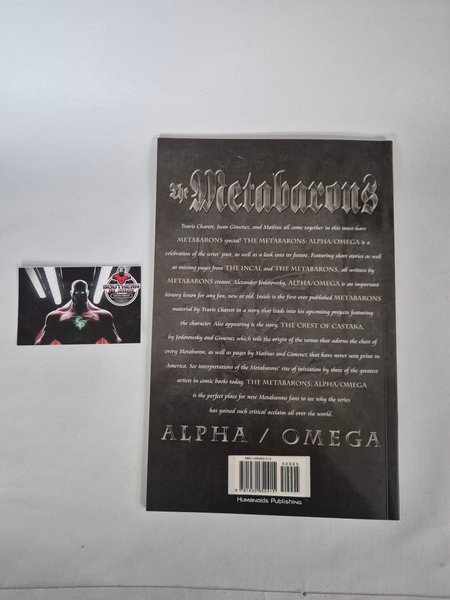 The Metabarons
Travis Charest, Juan Gimenez, and Mœbius all come together in this must-have
METABARONS special! THE METABARONS: ALPHA/OMEGA is a
celebration of the series' past, as well as a look into its future. Featuring short stories as well
as missing pages from THE INCAL and THE METABARONS, all written by
METABARONS creator, Alexandro Jodorowsky, ALPHA/OMEGA is an important
history lesson for any fan, new or old. Inside is the first-ever published METABARONS
material by Travis Charest in a story that leads into his upcoming projects featuring
the character. Also appearing is the story, THE CREST OF CASTAKA,
by Jodorowsky and Gimenez which tells the origin of the tattoo that adorns the chest
of every Metabaron, as well as pages by Mœbius and Gimenez that have never seen print in
America. See interpretations of the Metabarons' rite of initiation by three of the greatest
artists in comic books today. THE METABARONS: ALPHA/OMEGA
is the perfect place for new Metabarons fans to see why the series
has gained such critical acclaim all over the world.
ALPHA / OMEGA
50995
Humanoids Publishing